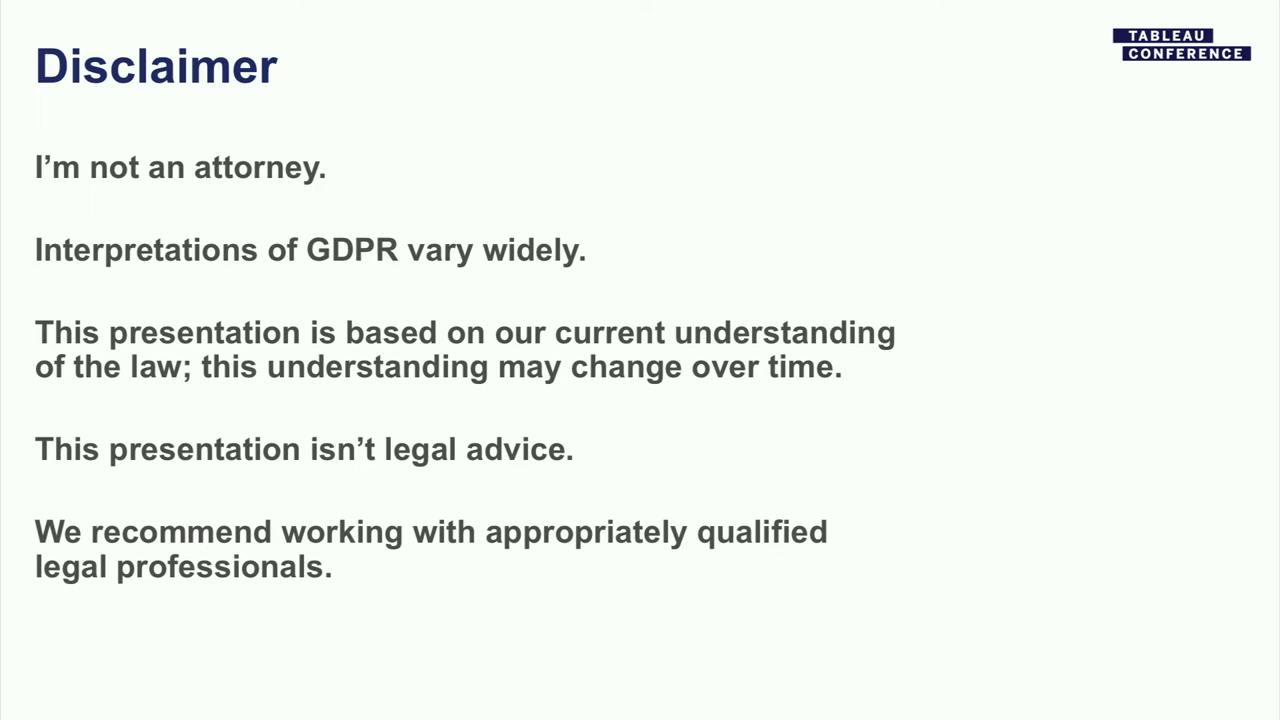 Disclaimer
TABLEAU
CONFERENCE
I’m not an attorney.
Interpretations of GDPR vary widely.
This presentation is based on our current understanding
of the law; this understanding may change over time.
This presentation isn’t legal advice.
We recommend working with appropriately qualified
legal professionals.